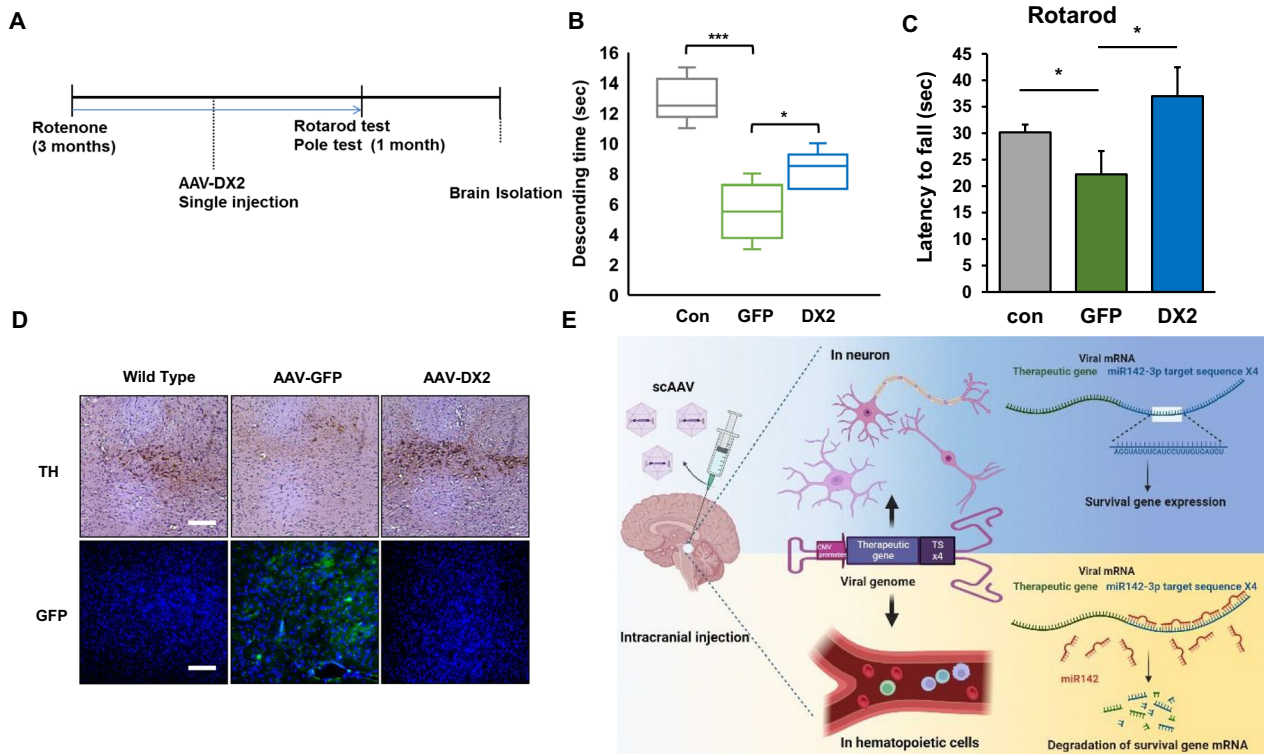 A
Rotenone
(3 months)
Rotarod test
Pole test (1 month)
AAV-DX2
Single injection
Brain Isolation
B
Descending time (sec)
16
14
12
10
8
6
4
2
0
***
*
Con
GFP
DX2
C
Rotarod
Latency to fall (sec)
45
40
35
30
25
20
15
10
5
0
*
*
con
GFP
DX2
D
Wild Type
AAV-GFP
AAV-DX2
TH
GFP
E
scAAV
Intracranial injection
In neuron
CMV
promoter
Therapeutic
gene
TS
x4
Viral genome
In hematopoietic cells
Viral mRNA
Therapeutic gene miR142-3p target sequence X4
AGGUAUUUCAUCCUUUGUGAUGU
Survival gene expression
Viral mRNA
Therapeutic gene miR142-3p target sequence X4
miR142
Degradation of survival gene mRNA